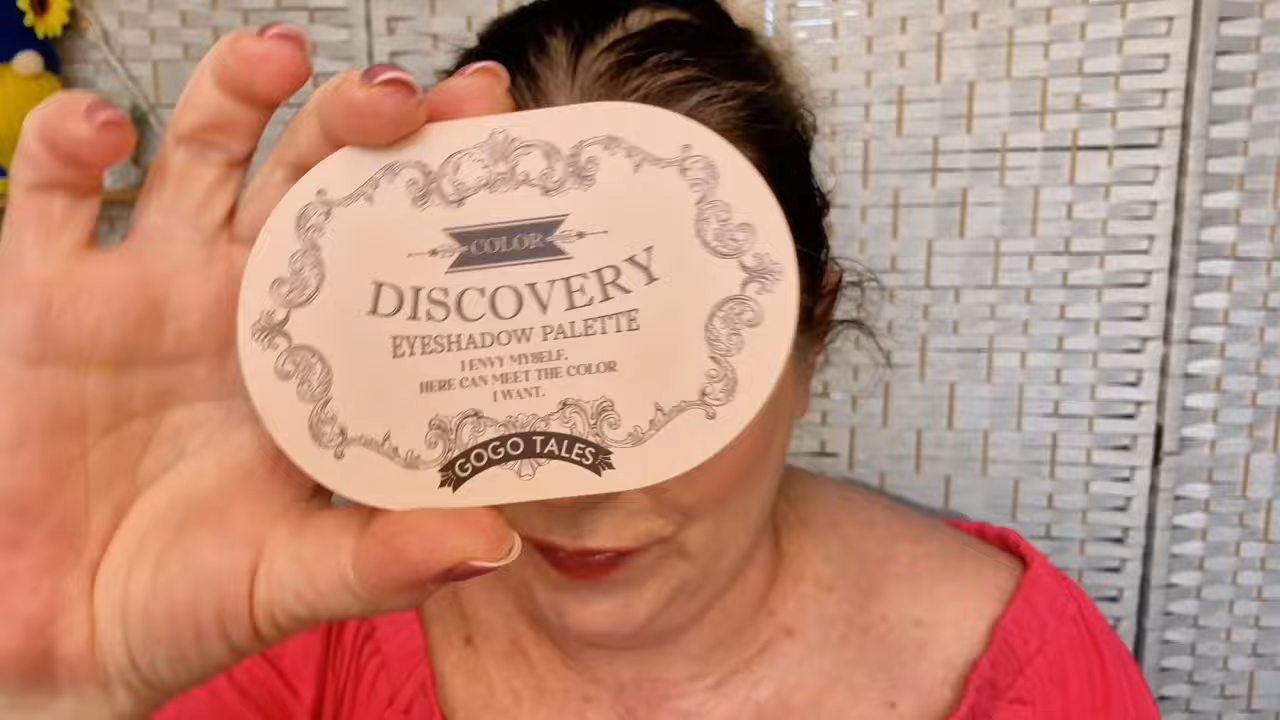 COLOR
DISCOVERY
EYESHADOW PALETTE
I ENVY MYSELF.
HERE CAN MEET THE COLOR
I WANT.
GOGO TALES